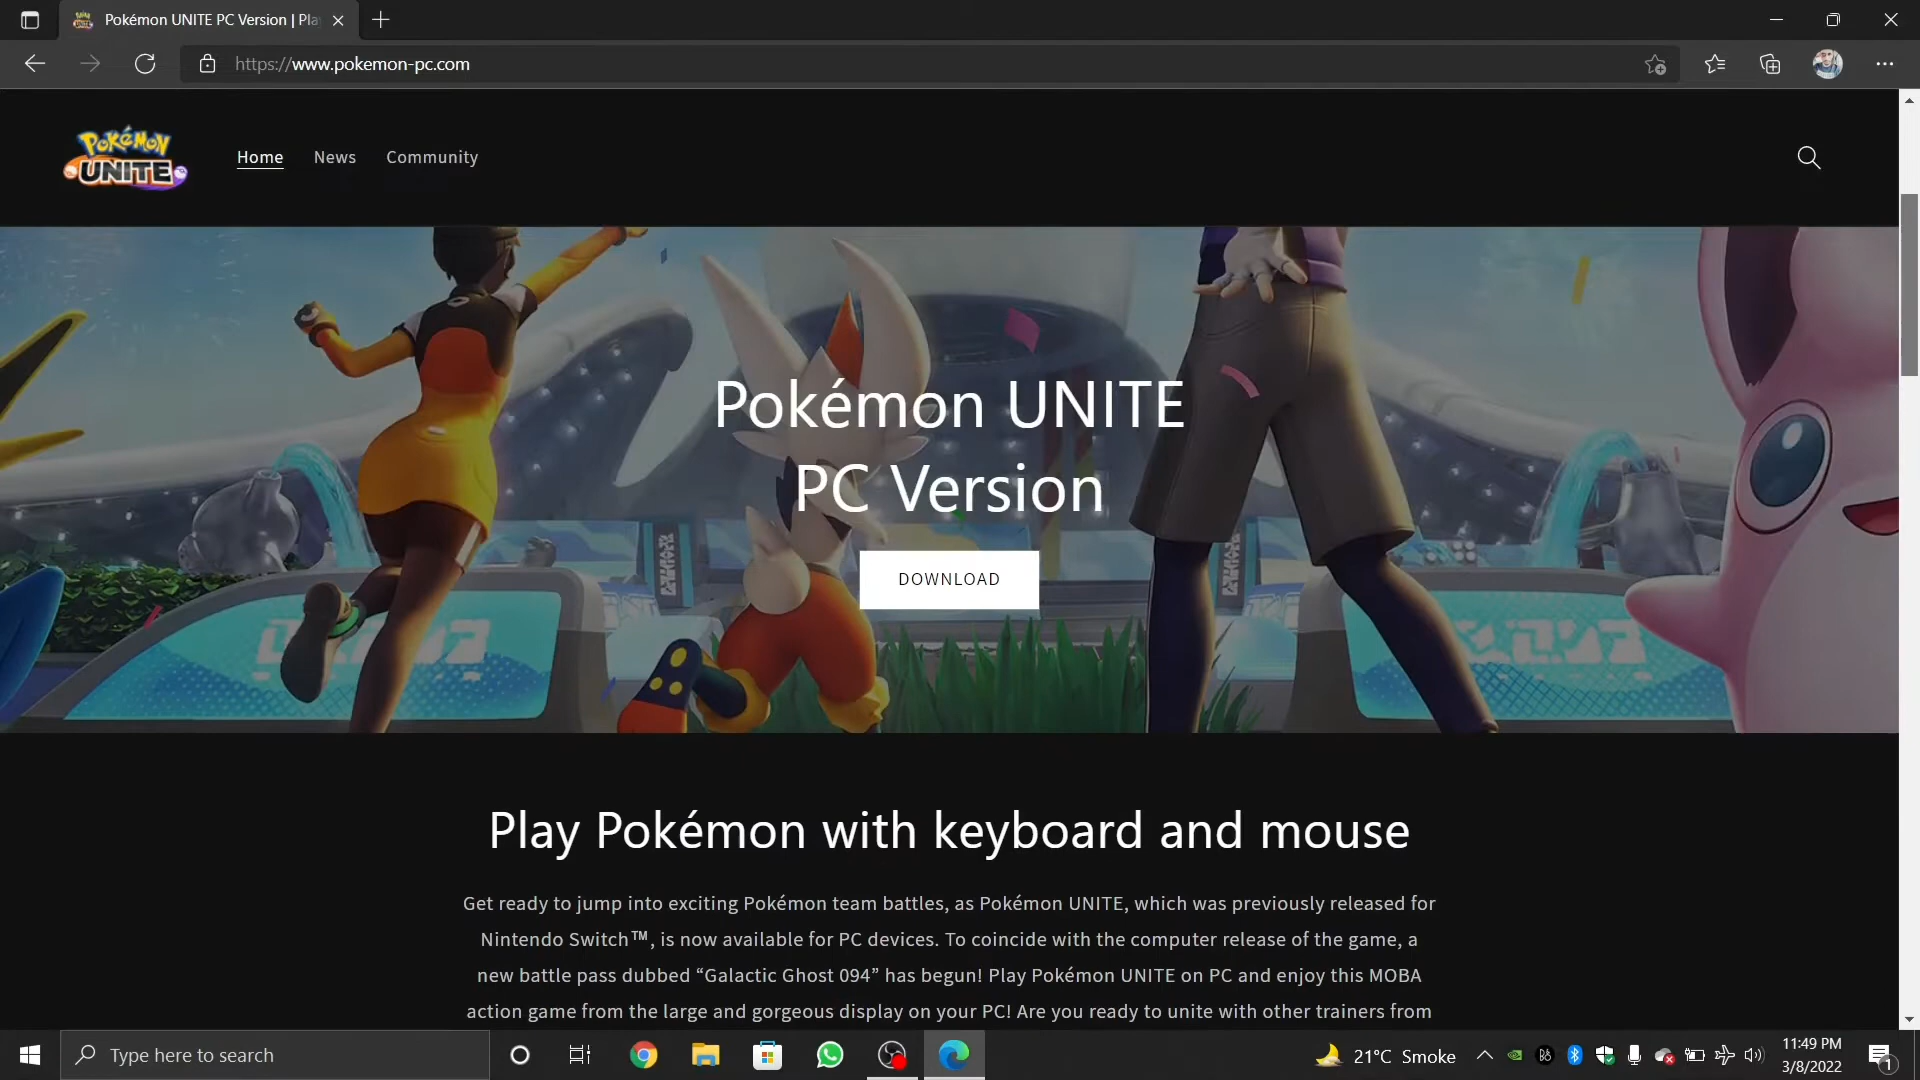 Pokémon UNITE PC Version | Pla
https://www.pokemon-pc.com
POKÉMON
UNITE
Home
News
Community
Pokémon UNITE
PC Version
DOWNLOAD
Play Pokémon with keyboard and mouse
Get ready to jump into exciting Pokémon team battles, as Pokémon UNITE, which was previously released for
Nintendo Switch™, is now available for PC devices. To coincide with the computer release of the game, a
new battle pass dubbed “Galactic Ghost 094” has begun! Play Pokémon UNITE on PC and enjoy this MOBA
action game from the large and gorgeous display on your PC! Are you ready to unite with other trainers from
Type here to search
21°C Smoke
11:49 PM
3/8/2022
1